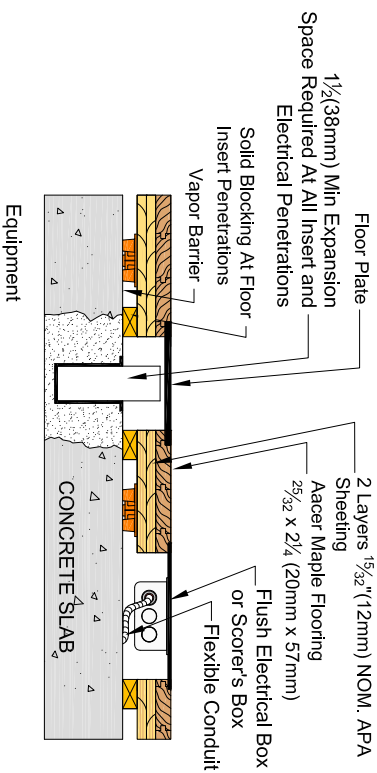 Floor Plate
1½(38mm) Min Expansion
Space Required At All Insert and
Electrical Penetrations
Solid Blocking At Floor
Insert Penetrations
Vapor Barrier
2 Layers 15⁄32"(12mm) NOM. APA
Sheeting
Aacer Maple Flooring
25⁄32 x 2¼ (20mm x 57mm)
Flush Electrical Box
or Scorer's Box
Flexible Conduit
CONCRETE SLAB
Equipment